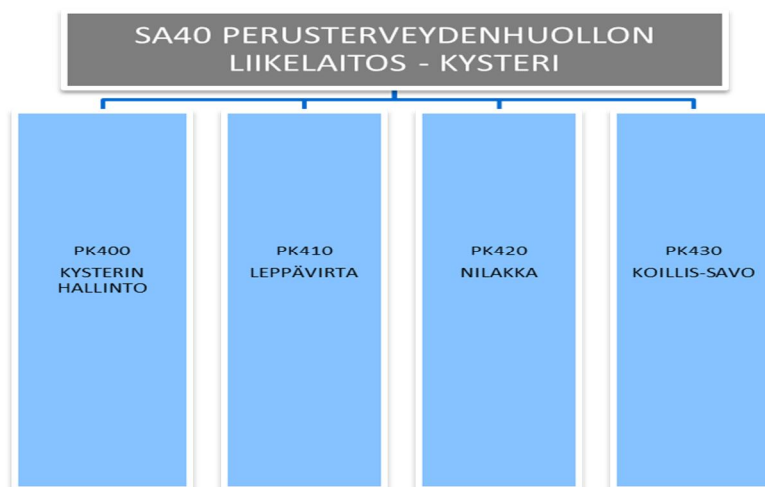 SA40 PERUSTERVEYDENHUOLLON
LIIKELAITOS - KYSTERI
PK400
KYSTERIN
HALLINTO
PK410
LEPPÄVIRTA
PK420
NILAKKA
PK430
KOILLIS-SAVO